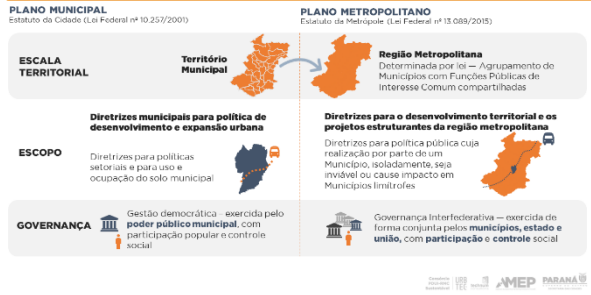 PLANO MUNICIPAL
Estatuto da Cidade (Lei Federal nº 10.257/2001)
PLANO METROPOLITANO
Estatuto da Metrópole (Lei Federal nº 13.089/2015)
ESCALA
TERRITORIAL
Território
Municipal
Região Metropolitana
Determinada por lei — Agrupamento de
Municípios com Funções Públicas de
Interesse Comum compartilhadas
ESCOPO
Diretrizes municipais para política de
desenvolvimento e expansão urbana
Diretrizes para políticas
setoriais e para uso e
ocupação do solo municipal
Diretrizes para o desenvolvimento territorial e os
projetos estruturantes da região metropolitana
Diretrizes para política pública cuja
realização por parte de um
Município, isoladamente, seja
inviável ou cause impacto em
Municípios limítrofes
GOVERNANÇA
Gestão democrática – exercida pelo
poder público municipal, com
participação popular e controle
social
Governança Interfederativa — exercida de
forma conjunta pelos municípios, estado e
união, com participação e controle social
URB
TEC
AMEP
PARANÁ